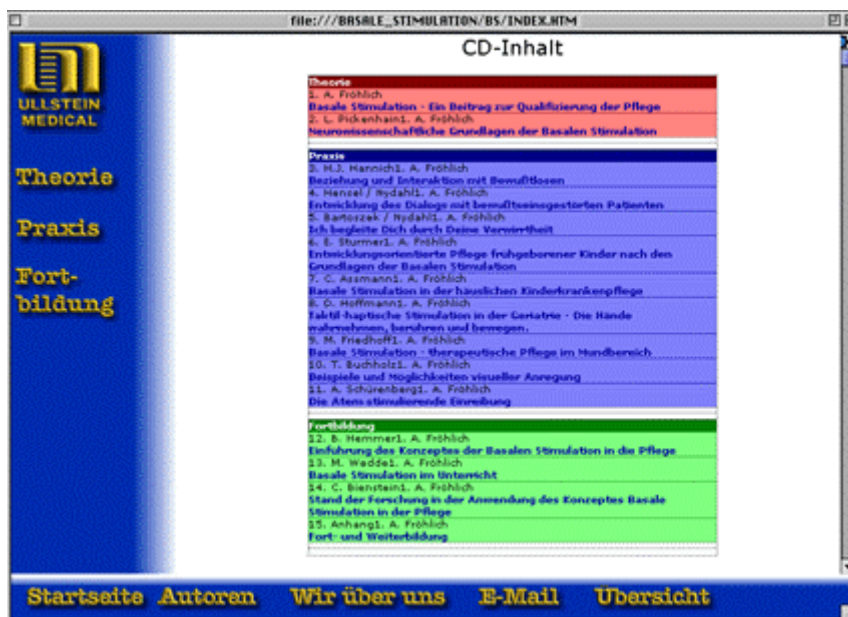 file:///BASALE_STIMULATION/BS/INDEX.HTM
ULLSTEIN
MEDICAL
Theorie
Praxis
Fort-
bildung
CD-Inhalt
Theorie
1. A. Fröhlich
Basale Stimulation - Ein Beitrag zur Qualifizierung der Pflege
2. L. Pickenhain1. A. Fröhlich
Neurowissenschaftliche Grundlagen der Basalen Stimulation
Praxis
3. H.J. Hannich1. A. Fröhlich
Beziehung und Interaktion mit Bewußtlosen
4. Hensel / Nydahl1. A. Fröhlich
Entwicklung des Dialogs mit bewußtseinsgestörten Patienten
5. Bartoszek / Nydahl1. A. Fröhlich
Ich begleite Dich durch Deine Verwirrtheit
6. E. Sturmer1. A. Fröhlich
Entwicklungsorientierte Pflege frühgeborener Kinder nach den
Grundlagen der Basalen Stimulation
7. C. Assmann1. A. Fröhlich
Basale Stimulation in der häuslichen Kinderkrankenpflege
8. D. Hoffmann1. A. Fröhlich
Taktil-haptische Stimulation in der Geriatrie - Die Hände
wahrnehmen, berühren und bewegen.
9. M. Friedhoff1. A. Fröhlich
Basale Stimulation - therapeutische Pflege im Mundbereich
10. T. Buchholz1. A. Fröhlich
Beispiele und Möglichkeiten visueller Anregung
11. A. Schürenberg1. A. Fröhlich
Die Atem stimulierende Einreibung
Fortbildung
12. B. Hemmer1. A. Fröhlich
Einführung des Konzeptes der Basalen Stimulation in die Pflege
13. M. Wedde1. A. Fröhlich
Basale Stimulation im Unterricht
14. C. Bienstein1. A. Fröhlich
Stand der Forschung in der Anwendung des Konzeptes Basale
Stimulation in der Pflege
15. Anhang1. A. Fröhlich
Fort- und Weiterbildung
Startseite Autoren Wir über uns E-Mail Übersicht